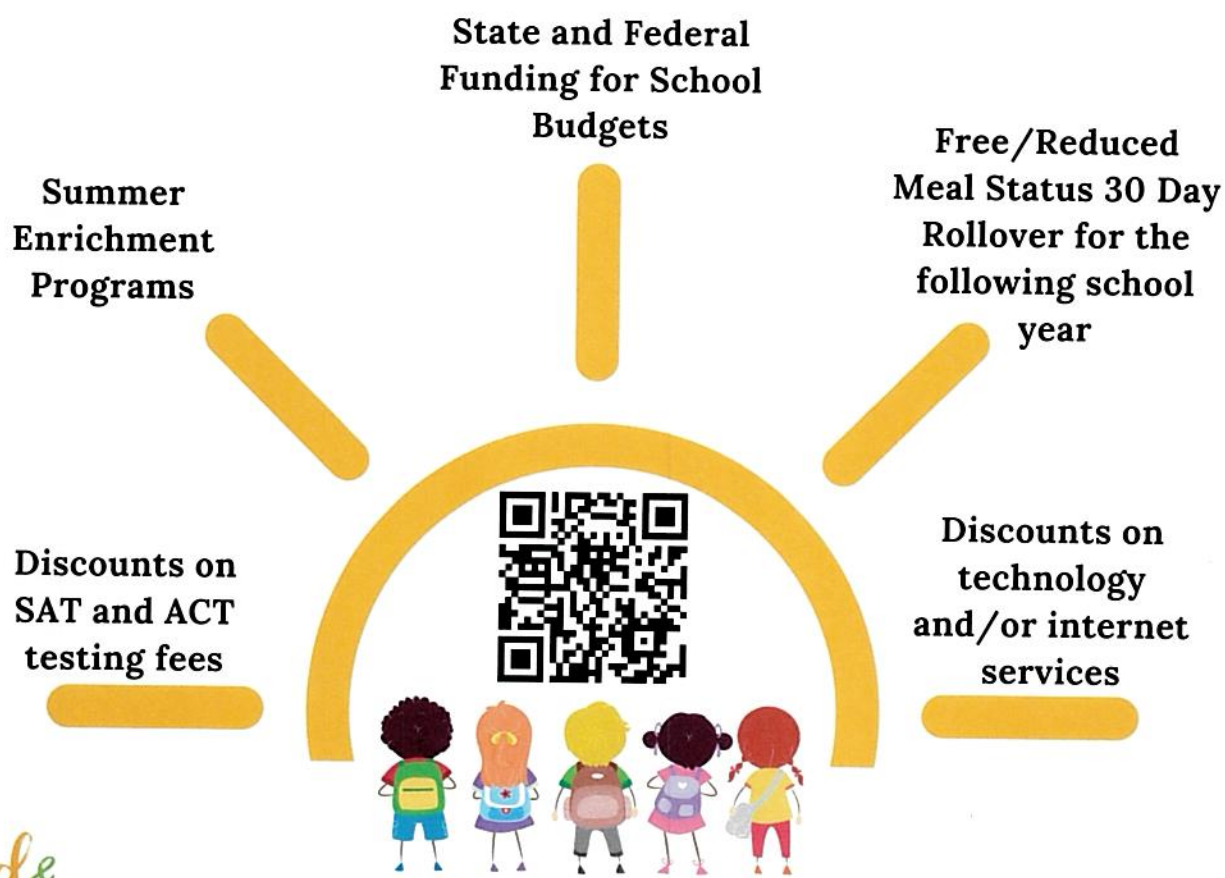 State and Federal
Funding for School
Budgets
Free/Reduced
Meal Status 30 Day
Rollover for the
following school
year
Summer
Enrichment
Programs
Discounts on
SAT and ACT
testing fees
Discounts on
technology
and/or internet
services